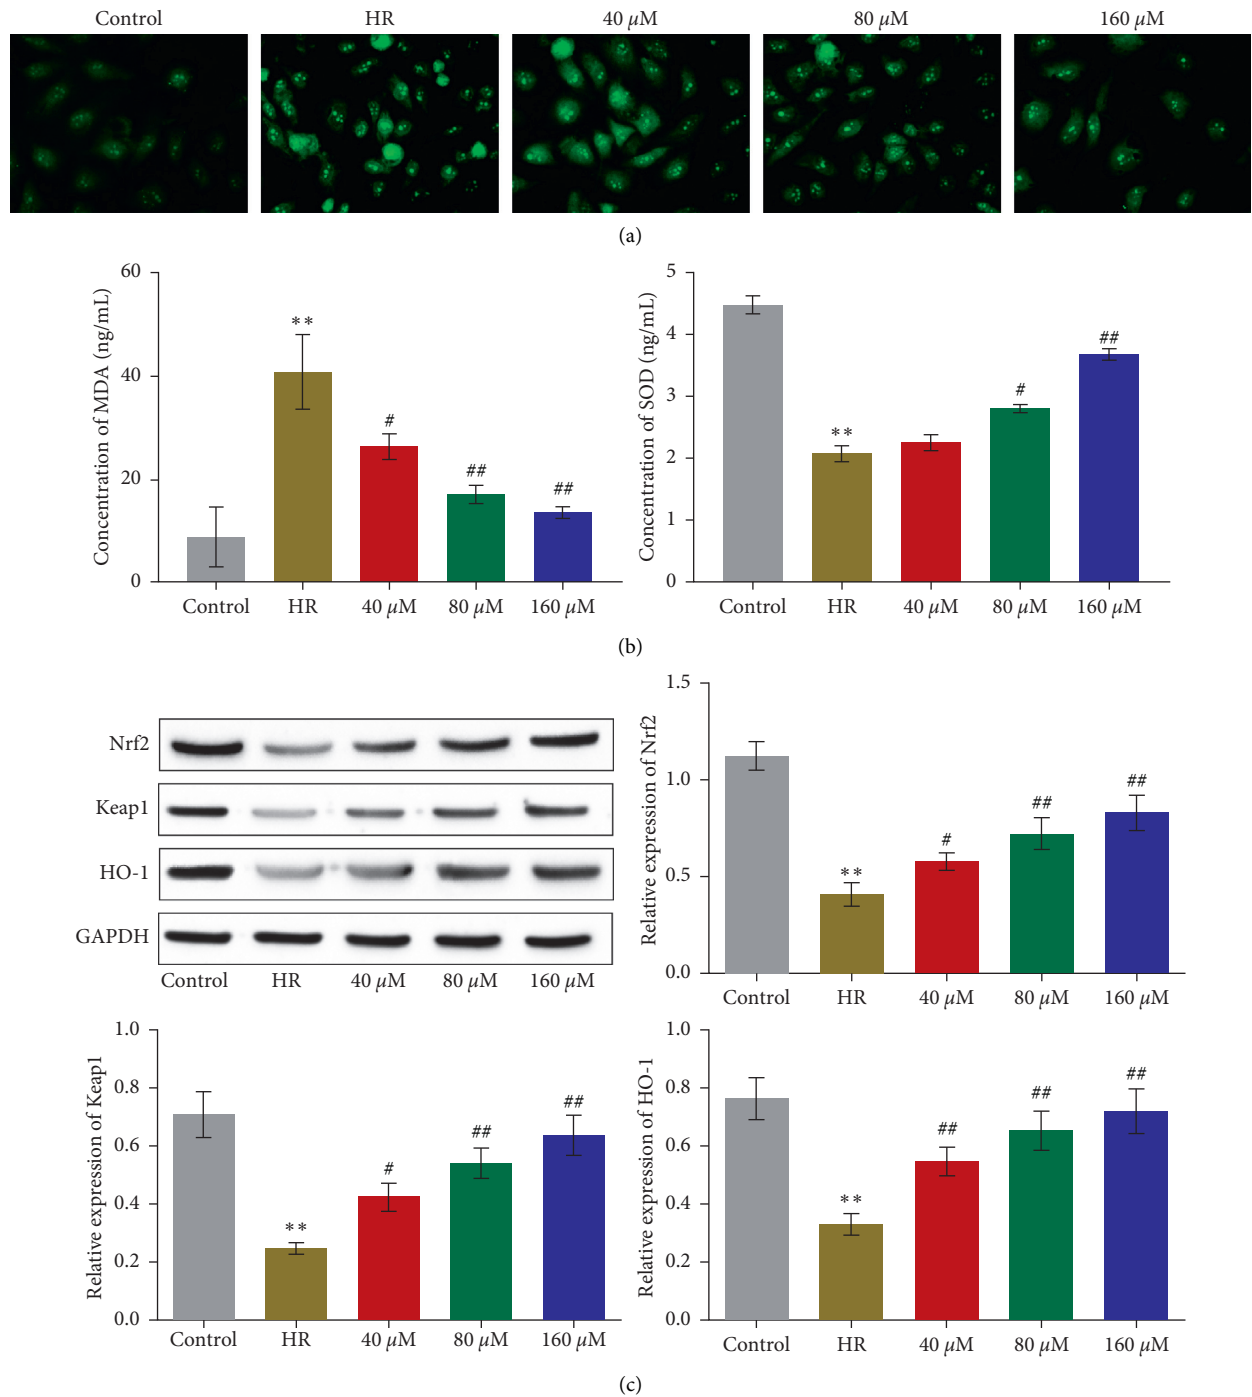 Control HR 40 μM 80 μM 160 μM
(a)
Concentration of MDA (ng/mL)
60
40
20
0
**
#
##
##
Control HR 40 μM 80 μM 160 μM
Concentration of SOD (ng/mL)
5
4
3
2
1
0
**
#
##
Control HR 40 μM 80 μM 160 μM
(b)
Nrf2
Keap1
HO-1
GAPDH
Control HR 40 μM 80 μM 160 μM
Relative expression of Nrf2
1.5
1.0
0.5
0.0
**
#
##
##
Control HR 40 μM 80 μM 160 μM
Relative expression of Keap1
1.0
0.8
0.6
0.4
0.2
0.0
**
#
##
##
Control HR 40 μM 80 μM 160 μM
Relative expression of HO-1
1.0
0.8
0.6
0.4
0.2
0.0
**
##
##
##
Control HR 40 μM 80 μM 160 μM
(c)